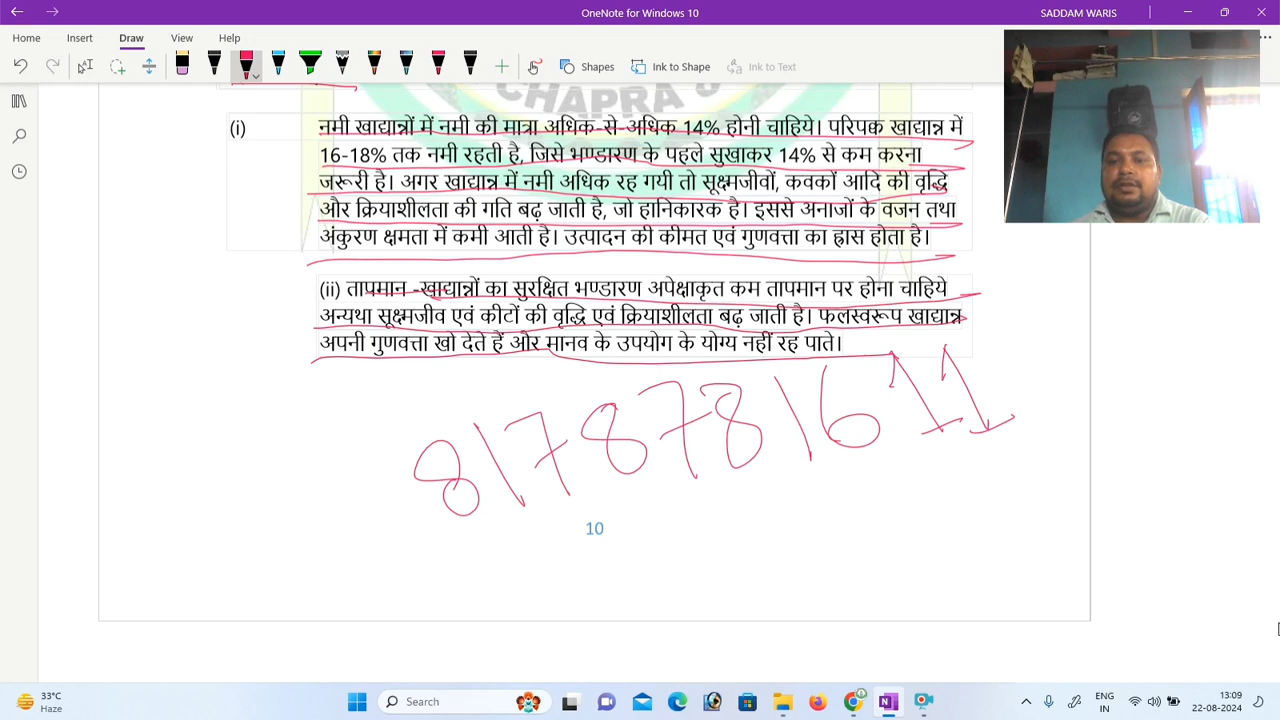 OneNote for Windows 10
SADDAM WARIS
Home Insert Draw View Help
Shapes Ink to Shape Ink to Text
CHAPRA
(i) नमी खाद्यान्नों में नमी की मात्रा अधिक-से-अधिक 14% होनी चाहिये। परिपक्व खाद्यान्न में
16-18% तक नमी रहती है, जिसे भण्डारण के पहले सुखाकर 14% से कम करना
जरूरी है। अगर खाद्यान्न में नमी अधिक रह गयी तो सूक्ष्मजीवों, कवकों आदि की वृद्धि
और क्रियाशीलता की गति बढ़ जाती है, जो हानिकारक है। इससे अनाजों के वजन तथा
अंकुरण क्षमता में कमी आती है। उत्पादन की कीमत एवं गुणवत्ता का ह्रास होता है।
(ii) तापमान -खाद्यान्नों का सुरक्षित भण्डारण अपेक्षाकृत कम तापमान पर होना चाहिये
अन्यथा सूक्ष्मजीव एवं कीटों की वृद्धि एवं क्रियाशीलता बढ़ जाती है। फलस्वरूप खाद्यान्न
अपनी गुणवत्ता खो देते हैं और मानव के उपयोग के योग्य नहीं रह पाते।
8178781611
10
33°C
Haze
Search
ENG
IN
13:09
22-08-2024